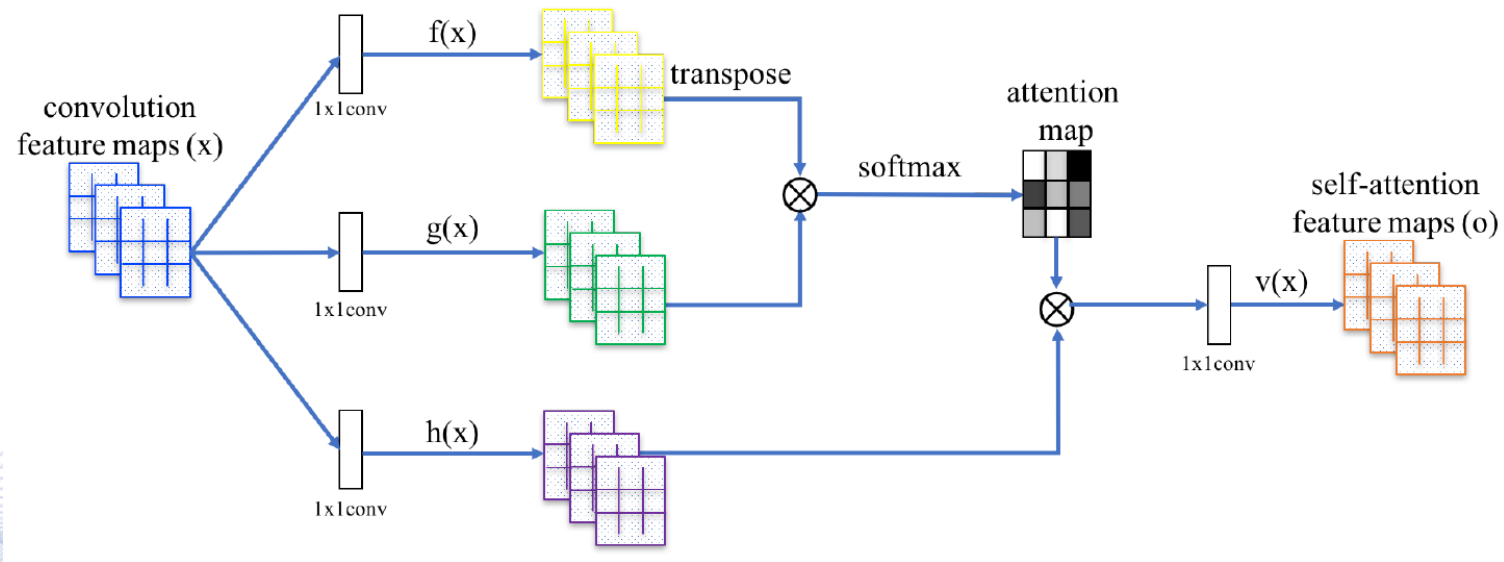 f(x)
1x1conv
transpose
convolution
feature maps (x)
attention
map
softmax
g(x)
1x1conv
self-attention
feature maps (o)
v(x)
1x1conv
h(x)
1x1conv